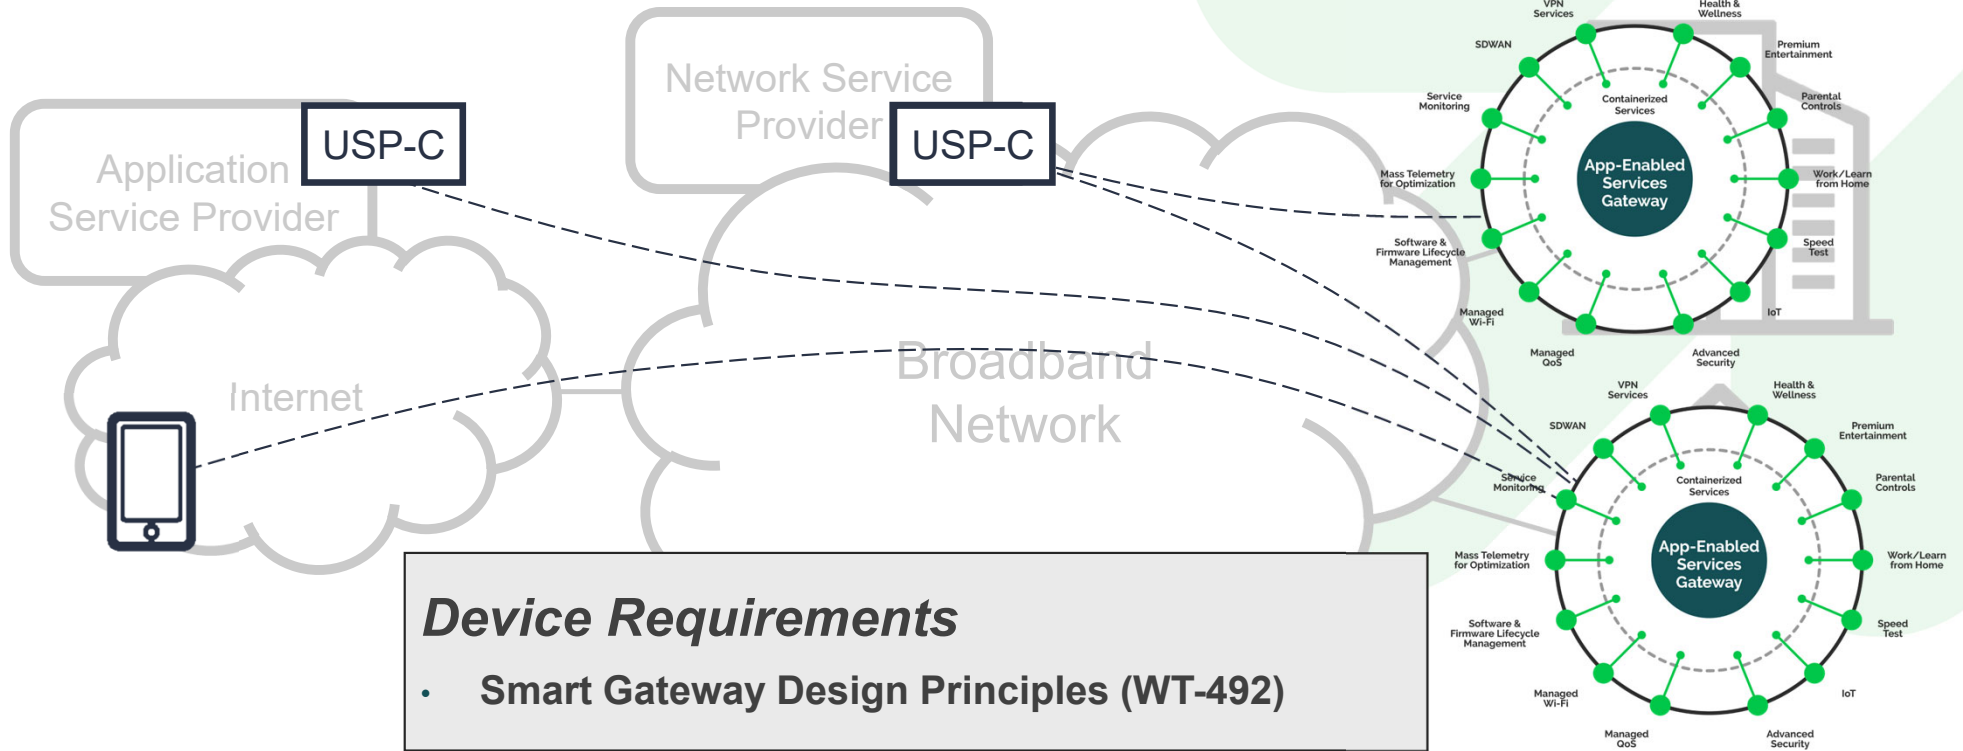 Application
Service Provider
USP-C
Network Service
Provider
USP-C
Internet
Broadband
Network
VPN
Services
Health &
Wellness
SDWAN
Premium
Entertainment
Service
Monitoring
Parental
Controls
Containerized
Services
App-Enabled
Services
Gateway
Mass Telemetry
for Optimization
Work/Learn
from Home
Software &
Firmware Lifecycle
Management
Speed
Test
Managed
Wi-Fi
IoT
Managed
QoS
Advanced
Security
VPN
Services
Health &
Wellness
SDWAN
Premium
Entertainment
Service
Monitoring
Parental
Controls
Containerized
Services
App-Enabled
Services
Gateway
Mass Telemetry
for Optimization
Work/Learn
from Home
Software &
Firmware Lifecycle
Management
Speed
Test
Managed
Wi-Fi
IoT
Managed
QoS
Advanced
Security
Device Requirements
• Smart Gateway Design Principles (WT-492)